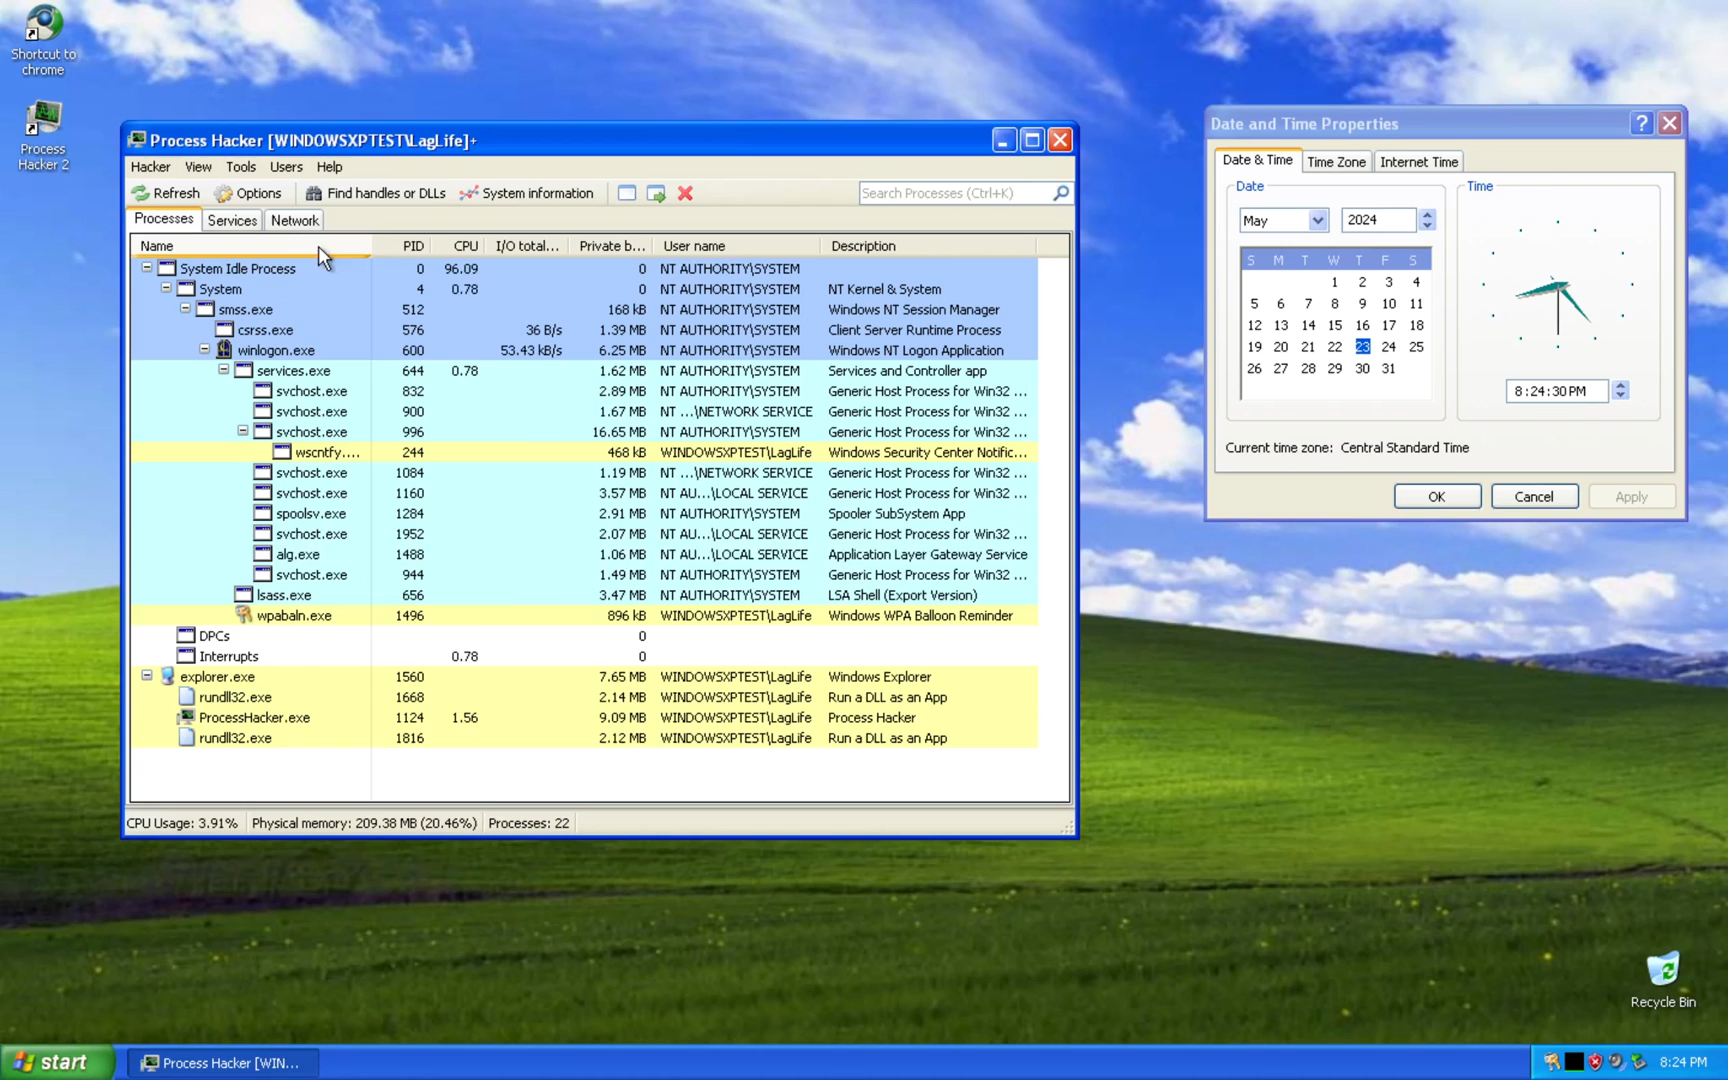 Shortcut to
chrome
Process
Hacker 2
Process Hacker [WINDOWSXPTEST\LagLife]+
Hacker View Tools Users Help
Refresh Options Find handles or DLLs System information Search Processes (Ctrl+K)
Processes Services Network
Name PID CPU I/O total... Private b... User name Description
System Idle Process 0 96.09 0 NT AUTHORITY\SYSTEM
System 4 0.78 0 NT AUTHORITY\SYSTEM NT Kernel & System
smss.exe 512 168 kB NT AUTHORITY\SYSTEM Windows NT Session Manager
csrss.exe 576 36 B/s 1.39 MB NT AUTHORITY\SYSTEM Client Server Runtime Process
winlogon.exe 600 53.43 kB/s 6.25 MB NT AUTHORITY\SYSTEM Windows NT Logon Application
services.exe 644 0.78 1.62 MB NT AUTHORITY\SYSTEM Services and Controller app
svchost.exe 832 2.89 MB NT AUTHORITY\SYSTEM Generic Host Process for Win32 ...
svchost.exe 900 1.67 MB NT ...\NETWORK SERVICE Generic Host Process for Win32 ...
svchost.exe 996 16.65 MB NT AUTHORITY\SYSTEM Generic Host Process for Win32 ...
wscntfy.... 244 468 kB WINDOWSXPTEST\LagLife Windows Security Center Notific...
svchost.exe 1084 1.19 MB NT ...\NETWORK SERVICE Generic Host Process for Win32 ...
svchost.exe 1160 3.57 MB NT AU...\LOCAL SERVICE Generic Host Process for Win32 ...
spoolsv.exe 1284 2.91 MB NT AUTHORITY\SYSTEM Spooler SubSystem App
svchost.exe 1952 2.07 MB NT AU...\LOCAL SERVICE Generic Host Process for Win32 ...
alg.exe 1488 1.06 MB NT AU...\LOCAL SERVICE Application Layer Gateway Service
svchost.exe 944 1.49 MB NT AUTHORITY\SYSTEM Generic Host Process for Win32 ...
lsass.exe 656 3.47 MB NT AUTHORITY\SYSTEM LSA Shell (Export Version)
wpabaln.exe 1496 896 kB WINDOWSXPTEST\LagLife Windows WPA Balloon Reminder
DPCs 0
Interrupts 0.78 0
explorer.exe 1560 7.65 MB WINDOWSXPTEST\LagLife Windows Explorer
rundll32.exe 1668 2.14 MB WINDOWSXPTEST\LagLife Run a DLL as an App
ProcessHacker.exe 1124 1.56 9.09 MB WINDOWSXPTEST\LagLife Process Hacker
rundll32.exe 1816 2.12 MB WINDOWSXPTEST\LagLife Run a DLL as an App
CPU Usage: 3.91% Physical memory: 209.38 MB (20.46%) Processes: 22
Date and Time Properties
Date & Time Time Zone Internet Time
Date
May 2024
S M T W T F S
1 2 3 4
5 6 7 8 9 10 11
12 13 14 15 16 17 18
19 20 21 22 23 24 25
26 27 28 29 30 31
Time
8:24:30 PM
Current time zone: Central Standard Time
OK Cancel Apply
Recycle Bin
start Process Hacker [WIN... 8:24 PM